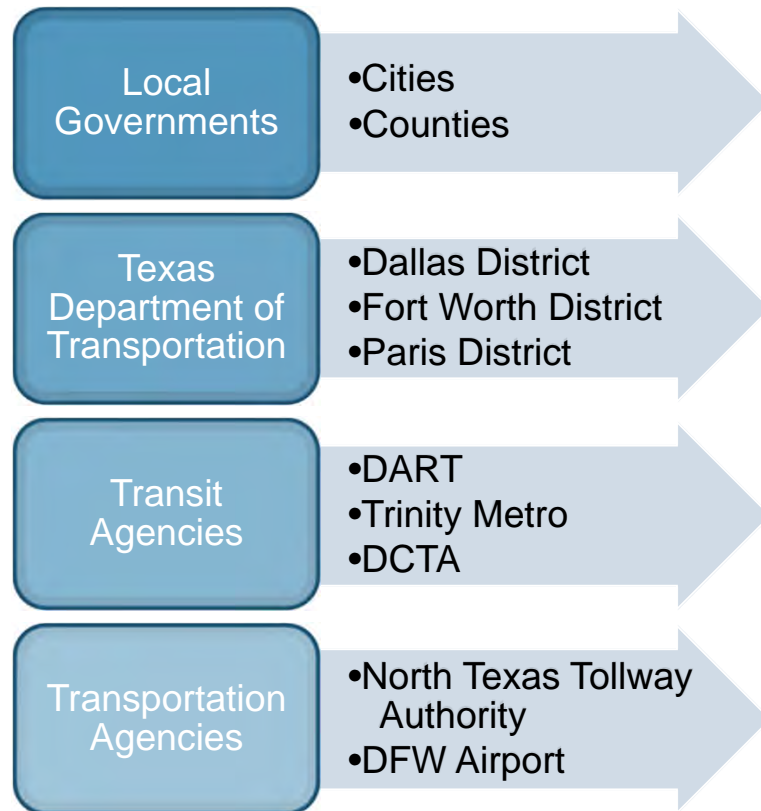 Local
Governments
•Cities
•Counties
Texas
Department of
Transportation
•Dallas District
•Fort Worth District
•Paris District
Transit
Agencies
•DART
•Trinity Metro
•DCTA
Transportation
Agencies
•North Texas Tollway
Authority
•DFW Airport